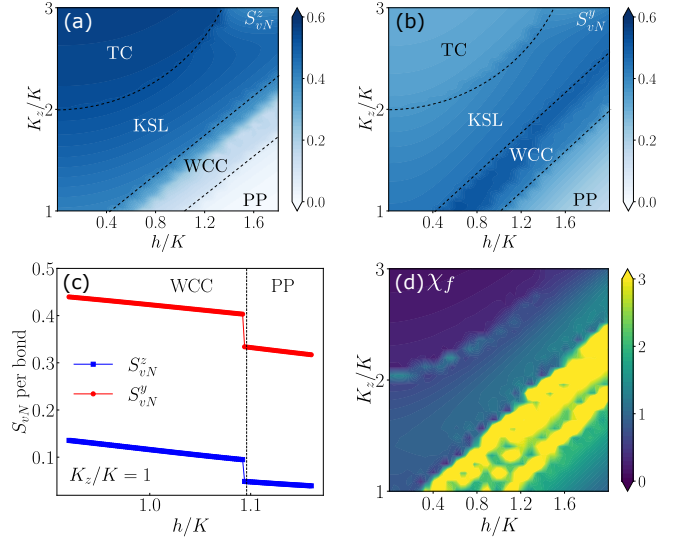 (a)
S^z_{vN}
TC
KSL
WCC
PP
K_z/K
3
2
1
0.4 0.8 1.2 1.6
h/K
0.6
0.4
0.2
0.0
(b)
S^y_{vN}
TC
KSL
WCC
PP
K_z/K
3
2
1
0.4 0.8 1.2 1.6
h/K
0.6
0.4
0.2
0.0
(c)
WCC PP
S_{vN} per bond
0.5
0.4
0.3
0.2
0.1
S^z_{vN}
S^y_{vN}
K_z/K = 1
1.0 1.1
h/K
(d) χ_f
K_z/K
3
2
1
0.4 0.8 1.2 1.6
h/K
3
2
1
0